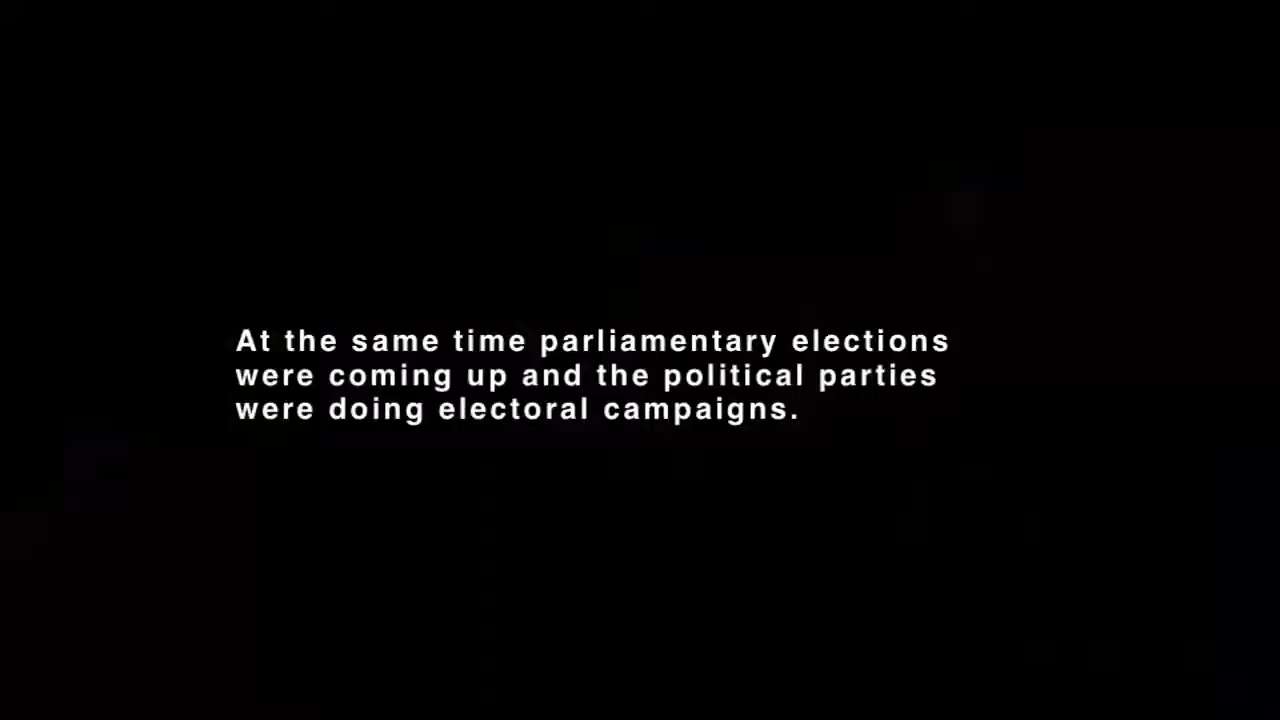 At the same time parliamentary elections
were coming up and the political parties
were doing electoral campaigns.